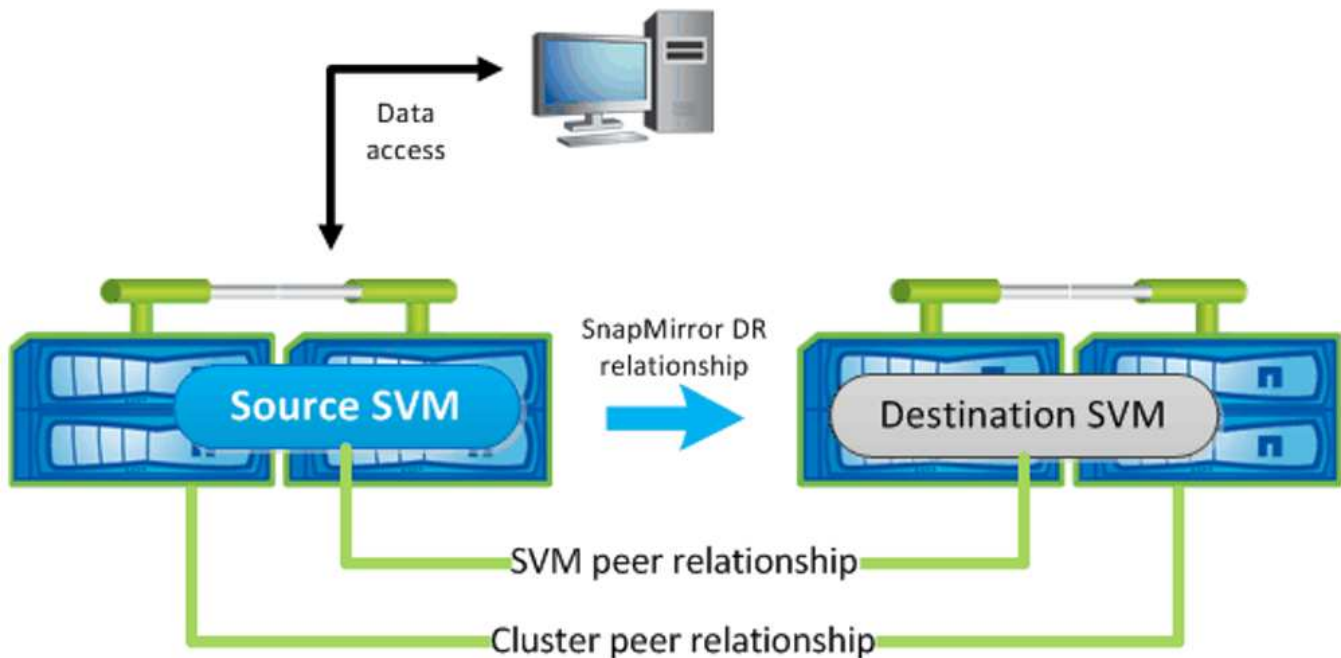 Data
access
SnapMirror DR
relationship
Source SVM
Destination SVM
SVM peer relationship
Cluster peer relationship